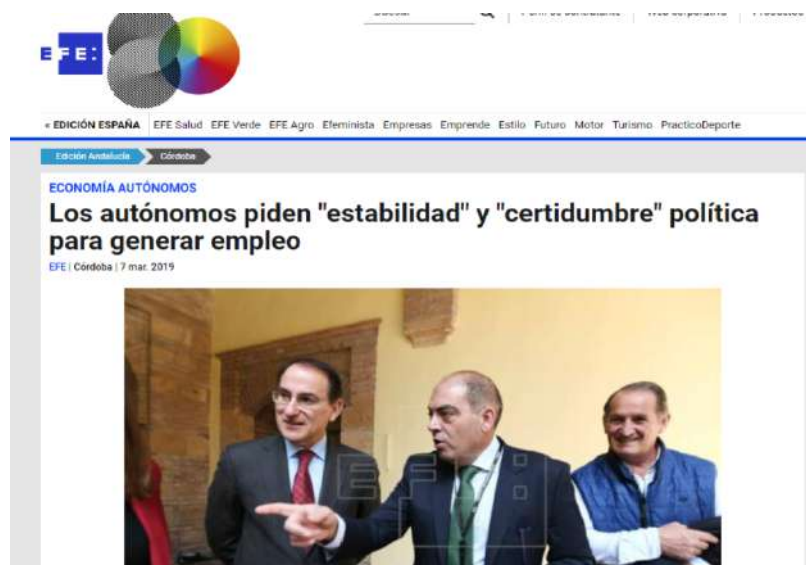 EFE:
« EDICIÓN ESPAÑA EFE Salud EFE Verde EFE Agro Efeminista Empresas Emprende Estilo Futuro Motor Turismo PracticoDeporte
Edición Andalucía Córdoba
ECONOMÍA AUTÓNOMOS
Los autónomos piden "estabilidad" y "certidumbre" política
para generar empleo
EFE | Córdoba | 7 mar. 2019
EFE: